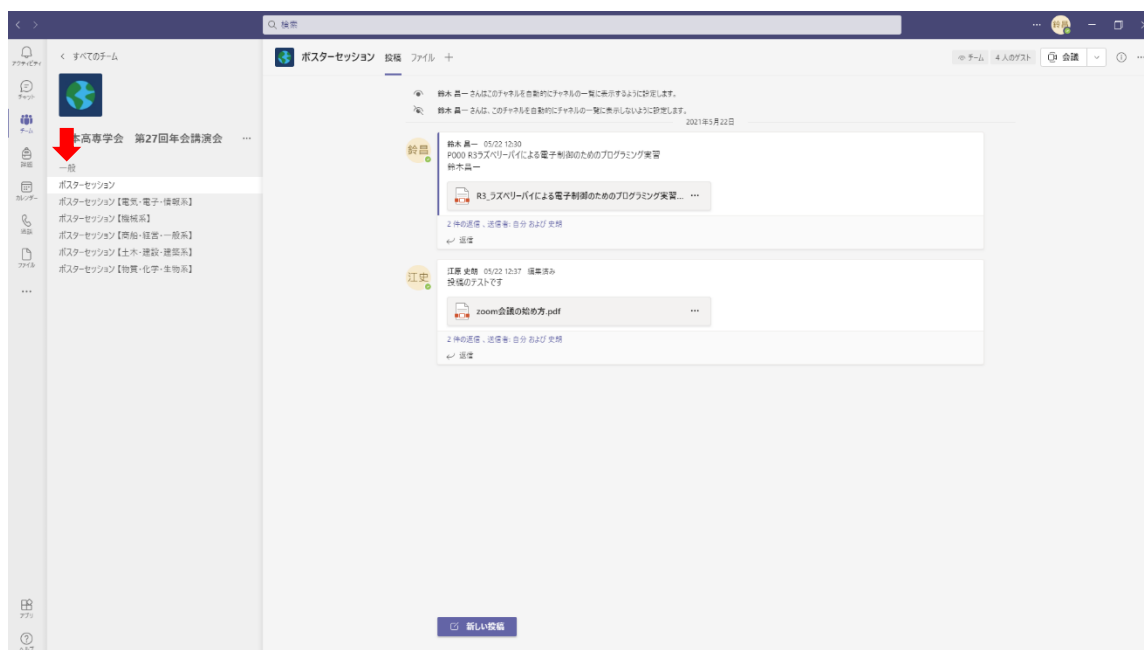 検索
アクティビティ
チャット
チーム
課題
カレンダー
通話
ファイル
…
アプリ
ヘルプ
< すべてのチーム
本高専学会　第27回年会講演会 …
一般
ポスターセッション
ポスターセッション【電気・電子・情報系】
ポスターセッション【機械系】
ポスターセッション【商船・経営・一般系】
ポスターセッション【土木・建設・建築系】
ポスターセッション【物質・化学・生物系】
ポスターセッション 投稿 ファイル +
チーム 4 人のゲスト 会議
鈴木 昌一 さんはこのチャネルを自動的にチャネルの一覧に表示するように設定します。
鈴木 昌一 さんは、このチャネルを自動的にチャネルの一覧に表示しないように設定します。
2021年5月22日
鈴昌
鈴木 昌一 05/22 12:30
P000 R3ラズベリーパイによる電子制御のためのプログラミング実習
鈴木昌一
R3_ラズベリーパイによる電子制御のためのプログラミング実習... …
2 件の返信 、送信者: 自分 および 史朗
返信
江史
江原 史朗 05/22 12:37 編集済み
投稿のテストです
zoom会議の始め方.pdf …
2 件の返信 、送信者: 自分 および 史朗
返信
新しい投稿